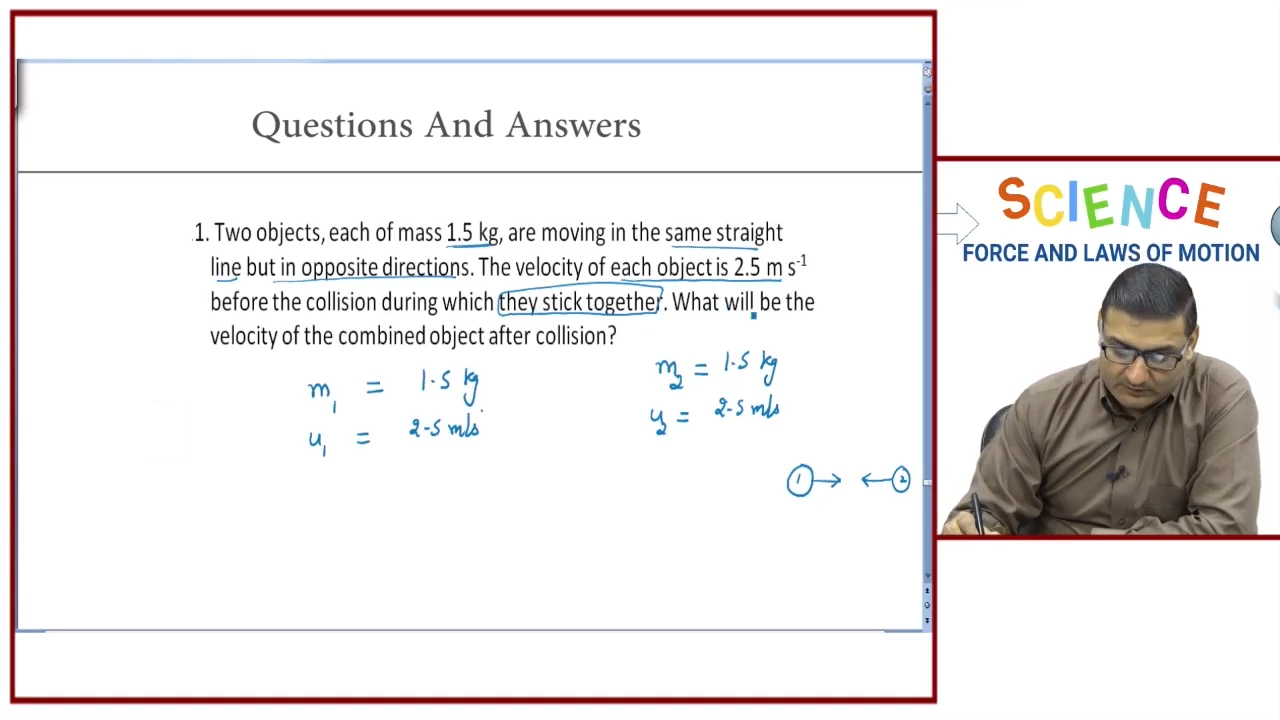 Questions And Answers
1. Two objects, each of mass 1.5 kg, are moving in the same straight
line but in opposite directions. The velocity of each object is 2.5 m s-1
before the collision during which they stick together. What will be the
velocity of the combined object after collision?
m1 = 1.5 kg
u1 = 2.5 m/s
m2 = 1.5 kg
u2 = 2.5 m/s
1 2
SCIENCE
FORCE AND LAWS OF MOTION